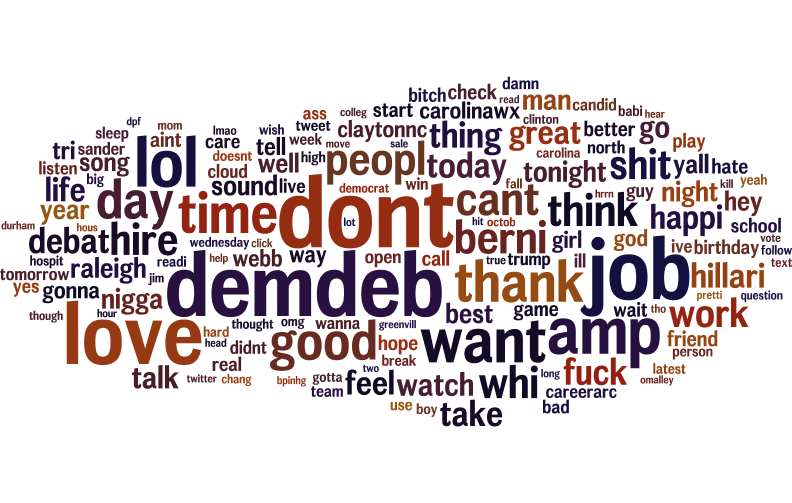 damn
bitch check read man candid babi hear
dpf mom ass colleg start carolinawx clinton
sleep aint lmao wish tweet claytonnc thing great better go
tri sander lol care tell week move sale north play
listen song doesnt well high peopl today carolina tonight shit yall hate
life big cloud sound live democrat win cant fall hrrn guy night kill yeah
year day time dont lot hit octob think happi hey
durham hous debat hire wednesday click berni girl god school
hospit raleigh readi help webb way open call true trump ill ive birthday vote follow
tomorrow jim demdeb thank job hillari text
yes gonna nigga pretti question
though hour thought omg wanna greenvill best game wait tho work
love hard head didnt good hope want amp friend
real break person
talk twitter chang bpinhg gotta two feel watch whi long fuck latest
team careerarc omalley
use boy take bad